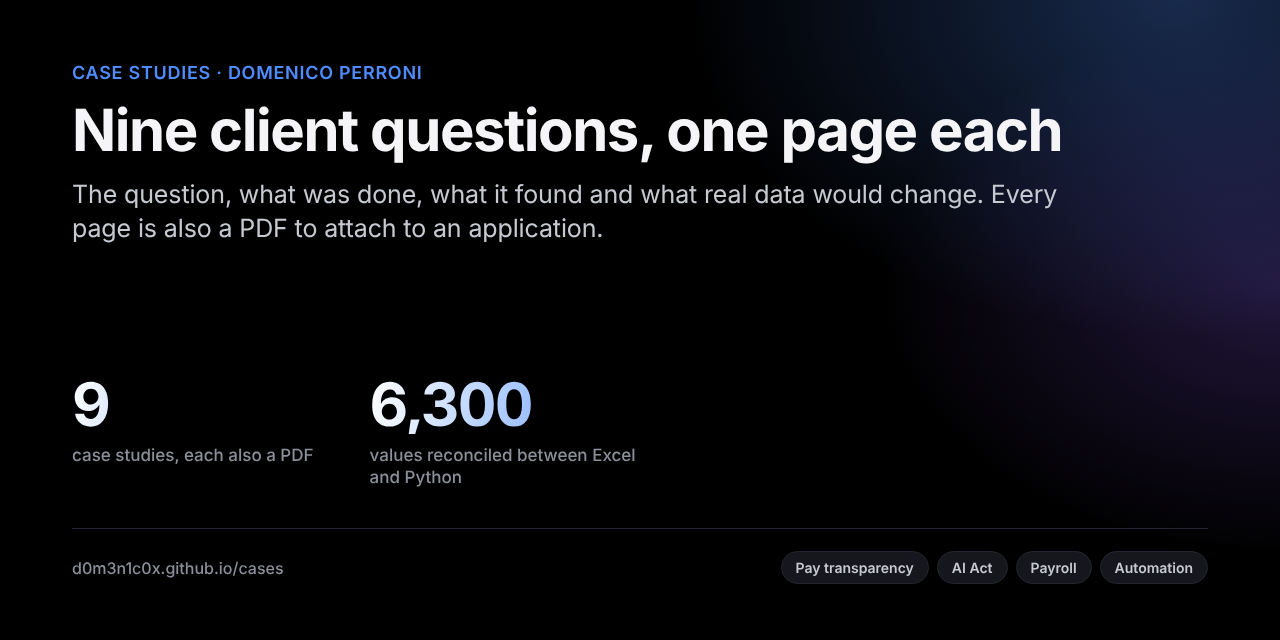 CASE STUDIES · DOMENICO PERRONI
Nine client questions, one page each
The question, what was done, what it found and what real data would change. Every
page is also a PDF to attach to an application.
9
case studies, each also a PDF
6,300
values reconciled between Excel
and Python
d0m3n1c0x.github.io/cases
Pay transparency
AI Act
Payroll
Automation